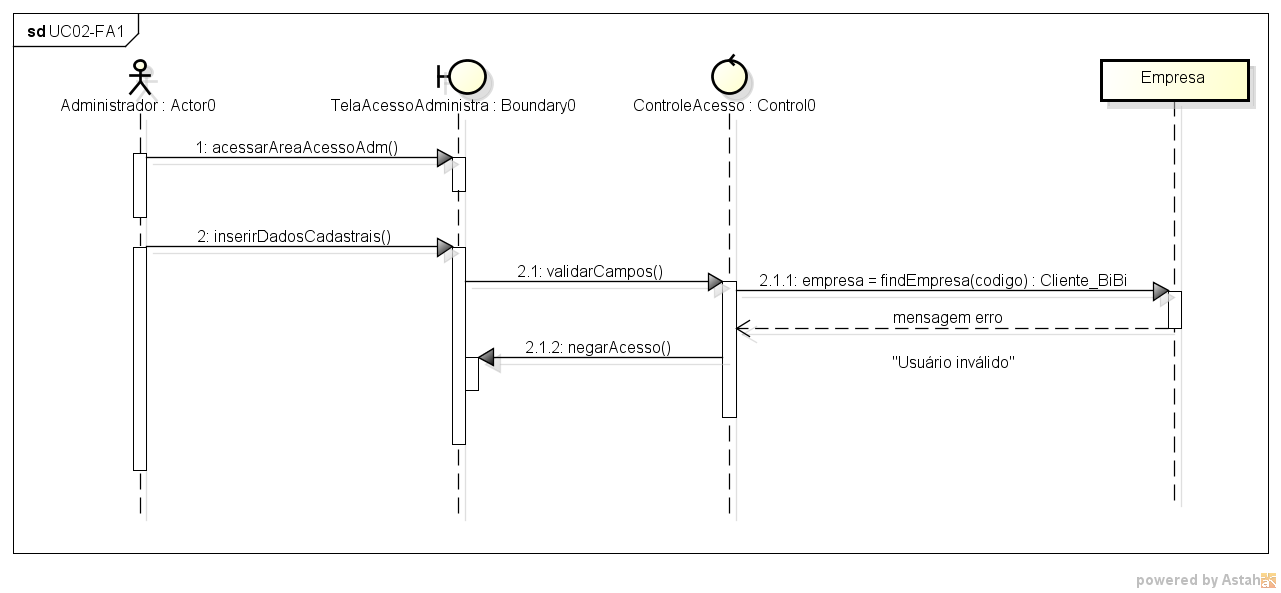 sd UC02-FA1
Administrador : Actor0
TelaAcessoAdministra : Boundary0
ControleAcesso : Control0
Empresa
1: acessarAreaAcessoAdm()
2: inserirDadosCadastrais()
2.1: validarCampos()
2.1.1: empresa = findEmpresa(codigo) : Cliente_BiBi
mensagem erro
2.1.2: negarAcesso()
"Usuário inválido"
powered by Astah